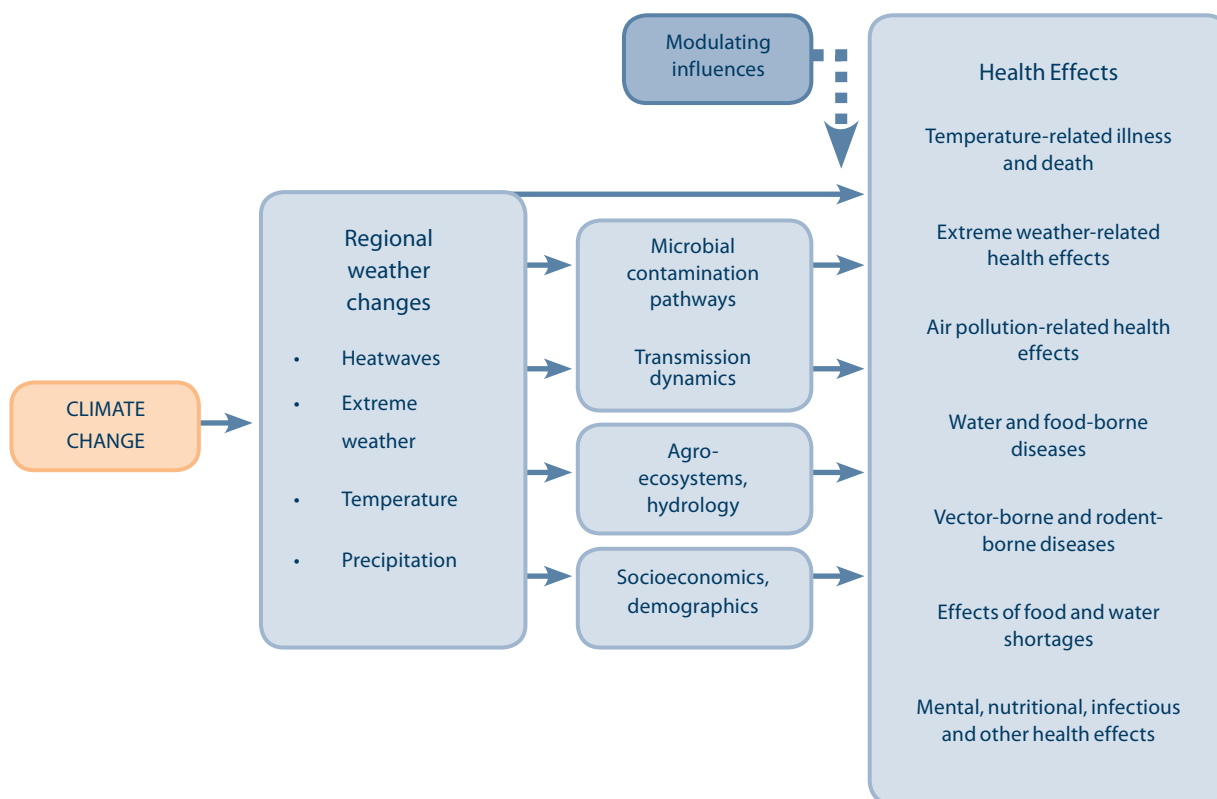 Modulating
influences
Health Effects
Temperature-related illness
and death
Extreme weather-related
health effects
Air pollution-related health
effects
Water and food-borne
diseases
Vector-borne and rodent-
borne diseases
Effects of food and water
shortages
Mental, nutritional, infectious
and other health effects
CLIMATE
CHANGE
Regional
weather
changes
• Heatwaves
• Extreme
weather
• Temperature
• Precipitation
Microbial
contamination
pathways
Transmission
dynamics
Agro-
ecosystems,
hydrology
Socioeconomics,
demographics